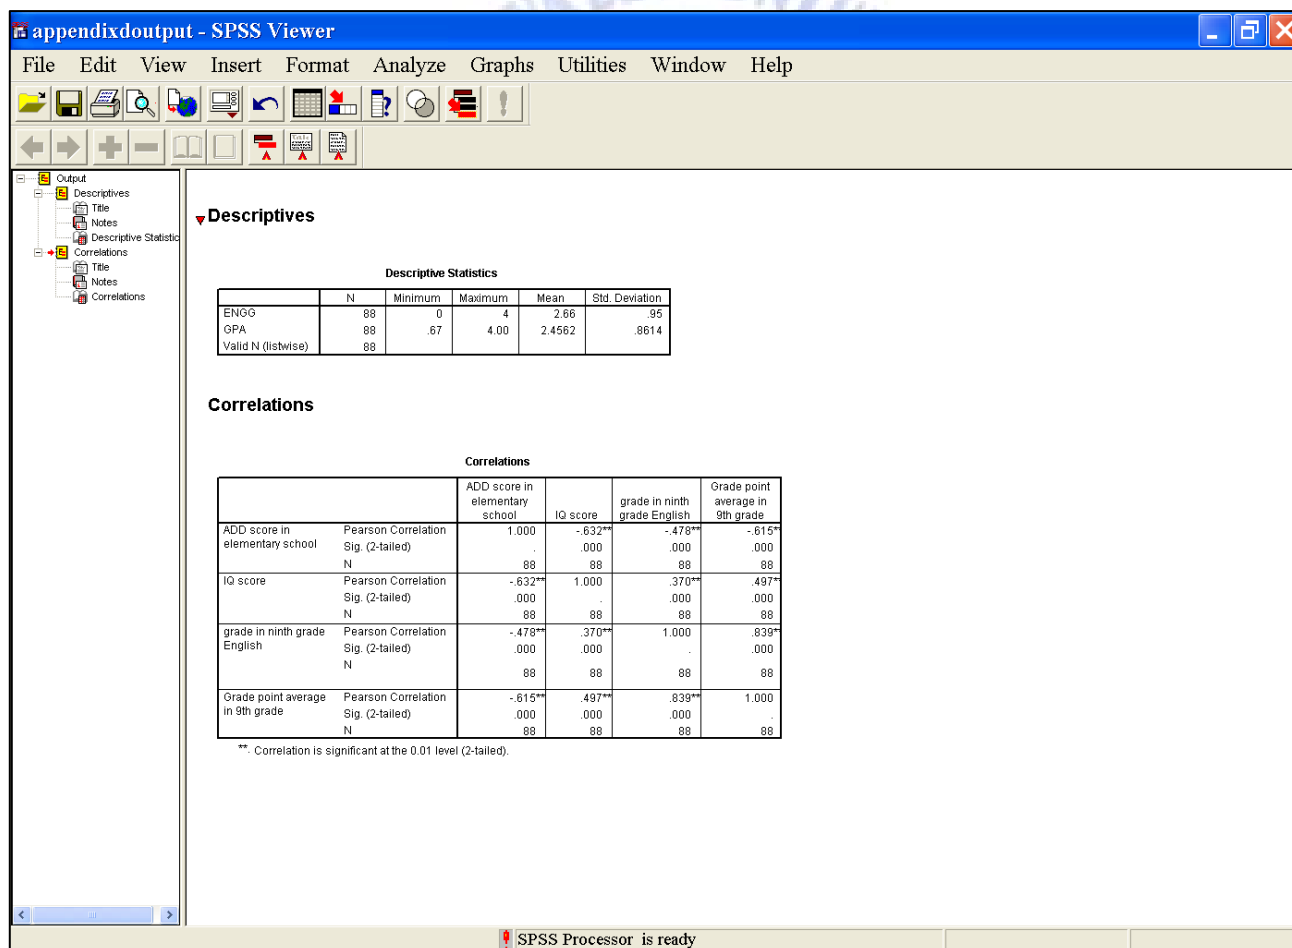 appendixdoutput - SPSS Viewer
File Edit View Insert Format Analyze Graphs Utilities Window Help
Output
Descriptives
Title
Notes
Descriptive Statistic
Correlations
Title
Notes
Correlations
Descriptives
Descriptive Statistics
N Minimum Maximum Mean Std. Deviation
ENGG 88 0 4 2.66 .95
GPA 88 .67 4.00 2.4562 .8614
Valid N (listwise) 88
Correlations
Correlations
ADD score in elementary school IQ score grade in ninth grade English Grade point average in 9th grade
ADD score in elementary school Pearson Correlation 1.000 -.632** -.478** -.615**
Sig. (2-tailed) . .000 .000 .000
N 88 88 88 88
IQ score Pearson Correlation -.632** 1.000 .370** .497**
Sig. (2-tailed) .000 . .000 .000
N 88 88 88 88
grade in ninth grade English Pearson Correlation -.478** .370** 1.000 .839**
Sig. (2-tailed) .000 .000 . .000
N 88 88 88 88
Grade point average in 9th grade Pearson Correlation -.615** .497** .839** 1.000
Sig. (2-tailed) .000 .000 .000 .
N 88 88 88 88
**. Correlation is significant at the 0.01 level (2-tailed).
SPSS Processor is ready